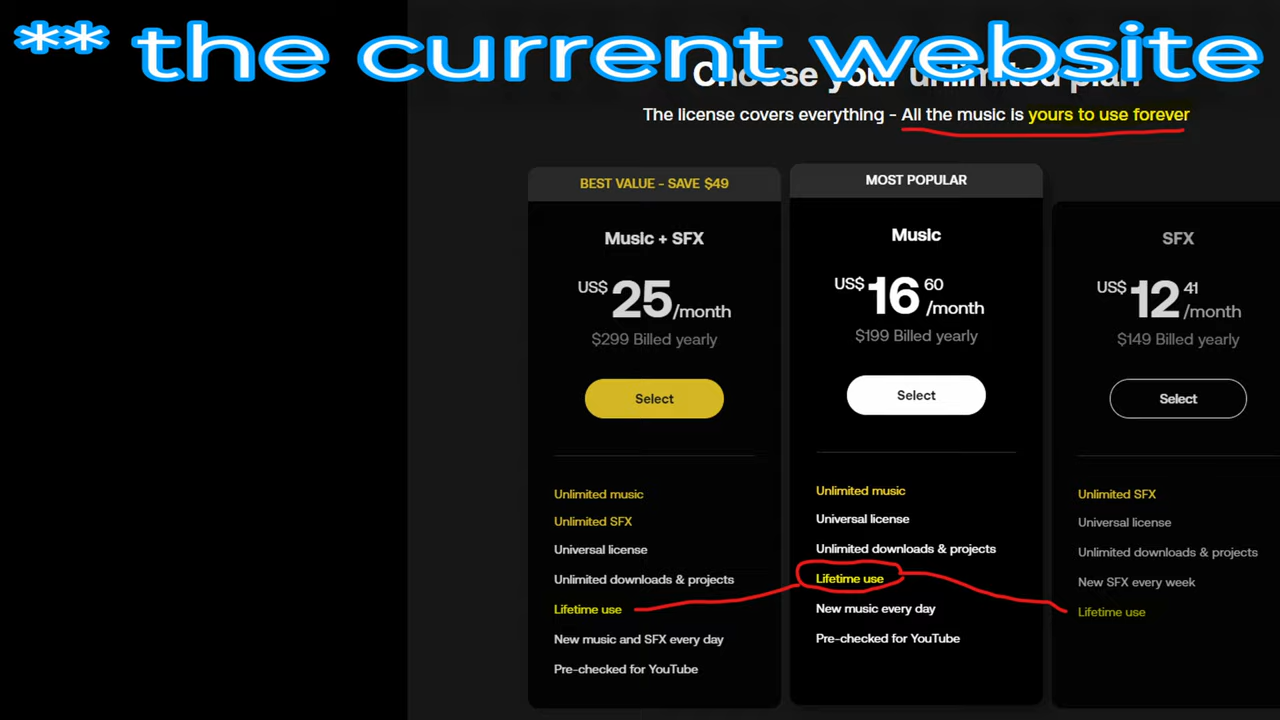 ** the current website
Choose your unlimited plan
The license covers everything - All the music is yours to use forever
BEST VALUE - SAVE $49
Music + SFX
US$ 25 /month
$299 Billed yearly
Select
Unlimited music
Unlimited SFX
Universal license
Unlimited downloads & projects
Lifetime use
New music and SFX every day
Pre-checked for YouTube
MOST POPULAR
Music
US$ 16 60 /month
$199 Billed yearly
Select
Unlimited music
Universal license
Unlimited downloads & projects
Lifetime use
New music every day
Pre-checked for YouTube
SFX
US$ 12 41 /month
$149 Billed yearly
Select
Unlimited SFX
Universal license
Unlimited downloads & projects
New SFX every week
Lifetime use